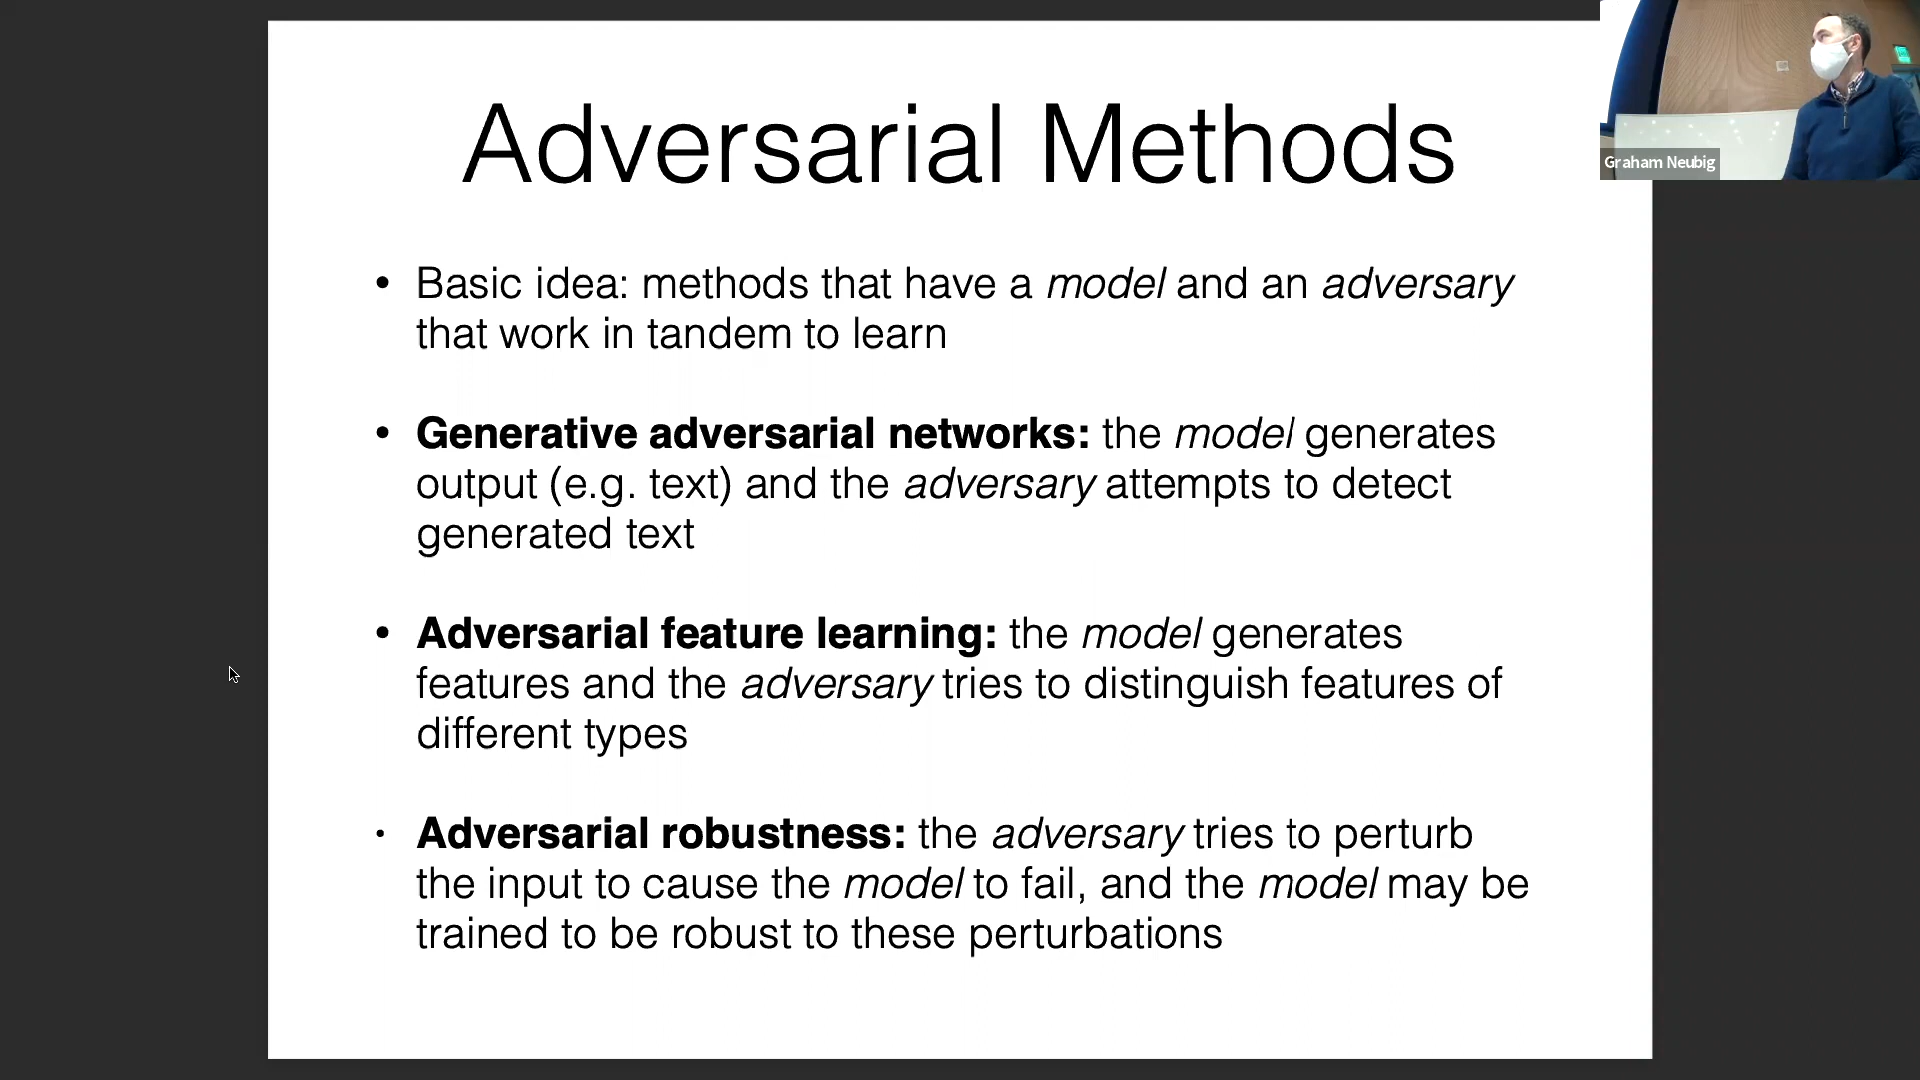 Adversarial Methods
Graham Neubig
• Basic idea: methods that have a model and an adversary
that work in tandem to learn
• Generative adversarial networks: the model generates
output (e.g. text) and the adversary attempts to detect
generated text
• Adversarial feature learning: the model generates
features and the adversary tries to distinguish features of
different types
• Adversarial robustness: the adversary tries to perturb
the input to cause the model to fail, and the model may be
trained to be robust to these perturbations